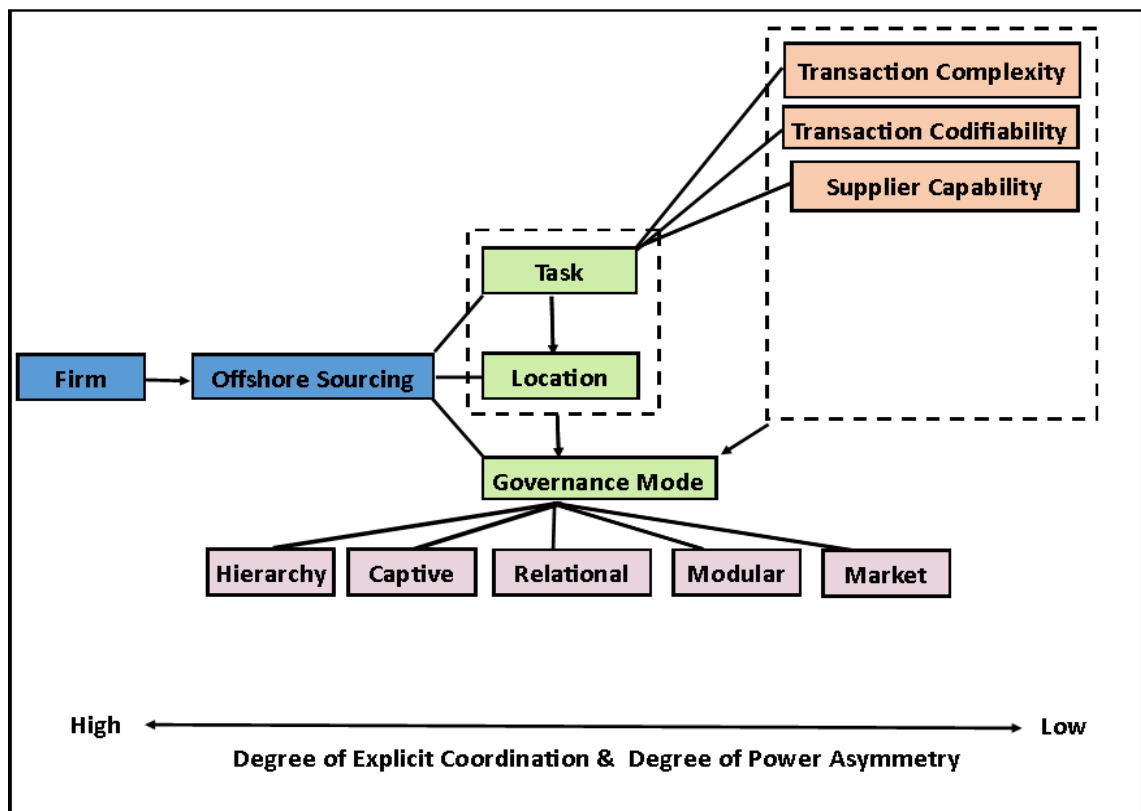 Transaction Complexity
Transaction Codifiability
Supplier Capability
Task
Firm
Offshore Sourcing
Location
Governance Mode
Hierarchy
Captive
Relational
Modular
Market
High
Low
Degree of Explicit Coordination & Degree of Power Asymmetry